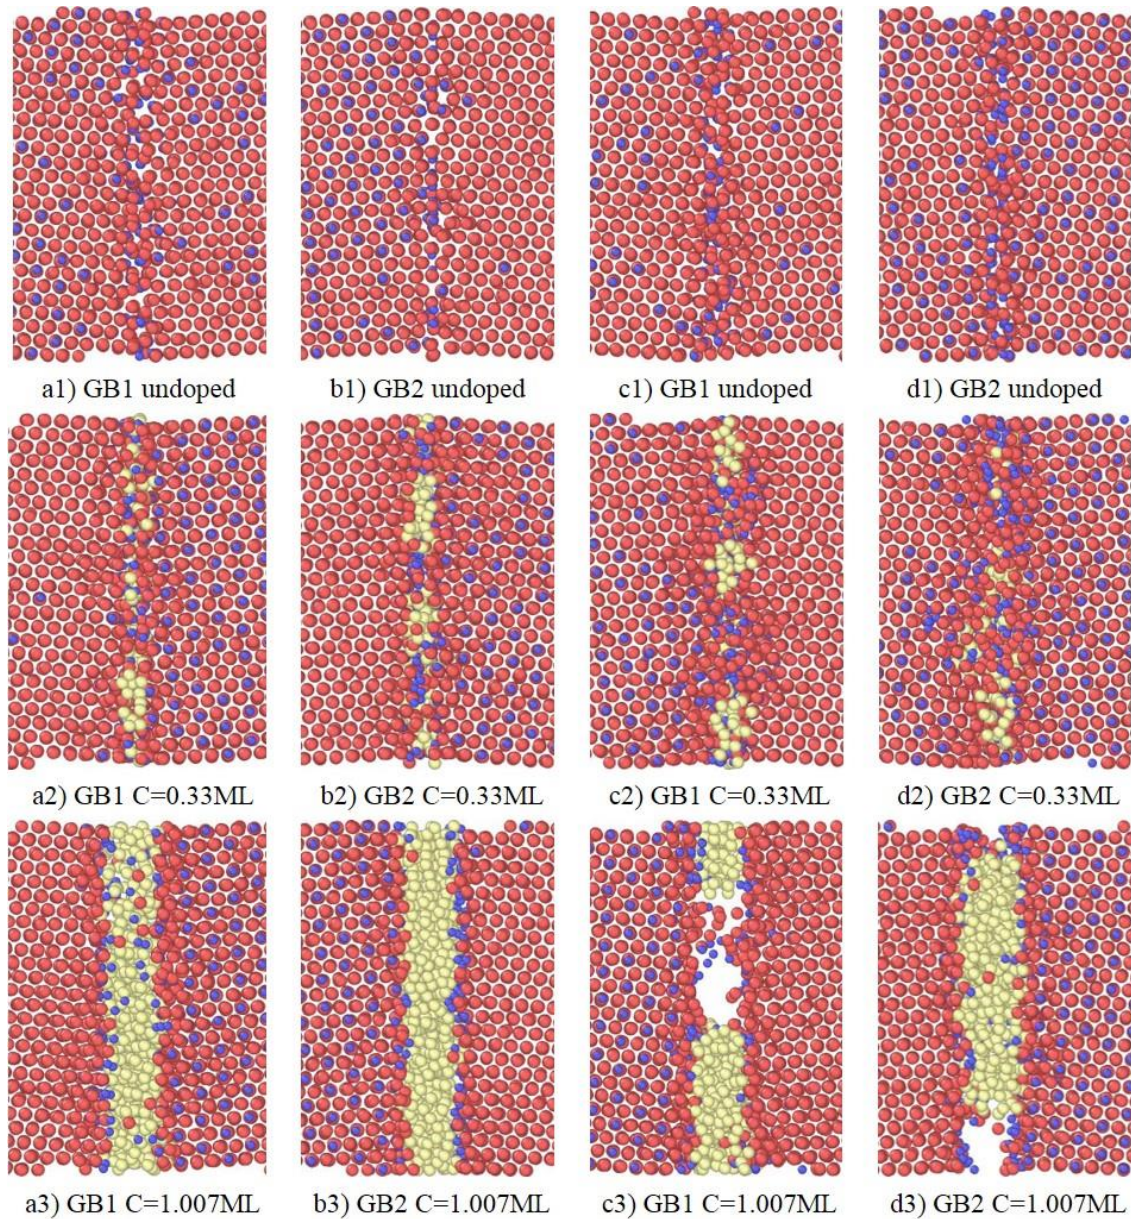 a1) GB1 undoped
b1) GB2 undoped
c1) GB1 undoped
d1) GB2 undoped
a2) GB1 C=0.33ML
b2) GB2 C=0.33ML
c2) GB1 C=0.33ML
d2) GB2 C=0.33ML
a3) GB1 C=1.007ML
b3) GB2 C=1.007ML
c3) GB1 C=1.007ML
d3) GB2 C=1.007ML